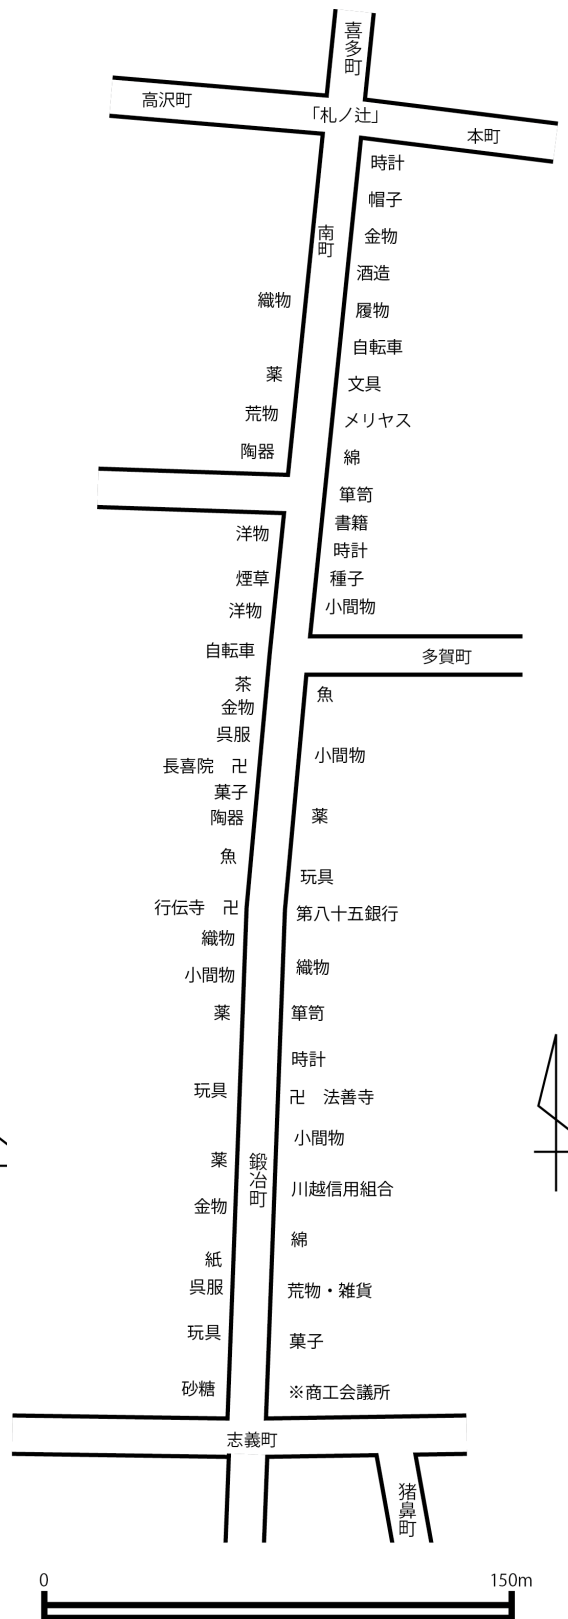 喜多町
高沢町
「札ノ辻」
本町
時計
帽子
南町
金物
酒造
織物
履物
自転車
薬
文具
荒物
メリヤス
陶器
綿
箪笥
書籍
洋物
時計
煙草
種子
洋物
小間物
自転車
多賀町
茶
魚
金物
呉服
小間物
長喜院 卍
菓子
陶器
薬
魚
玩具
行伝寺 卍
第八十五銀行
織物
織物
小間物
薬
箪笥
時計
玩具
卍 法善寺
小間物
薬
鍛冶町
川越信用組合
金物
綿
紙
呉服
荒物・雑貨
玩具
菓子
砂糖
※商工会議所
志義町
猪鼻町
0
150m